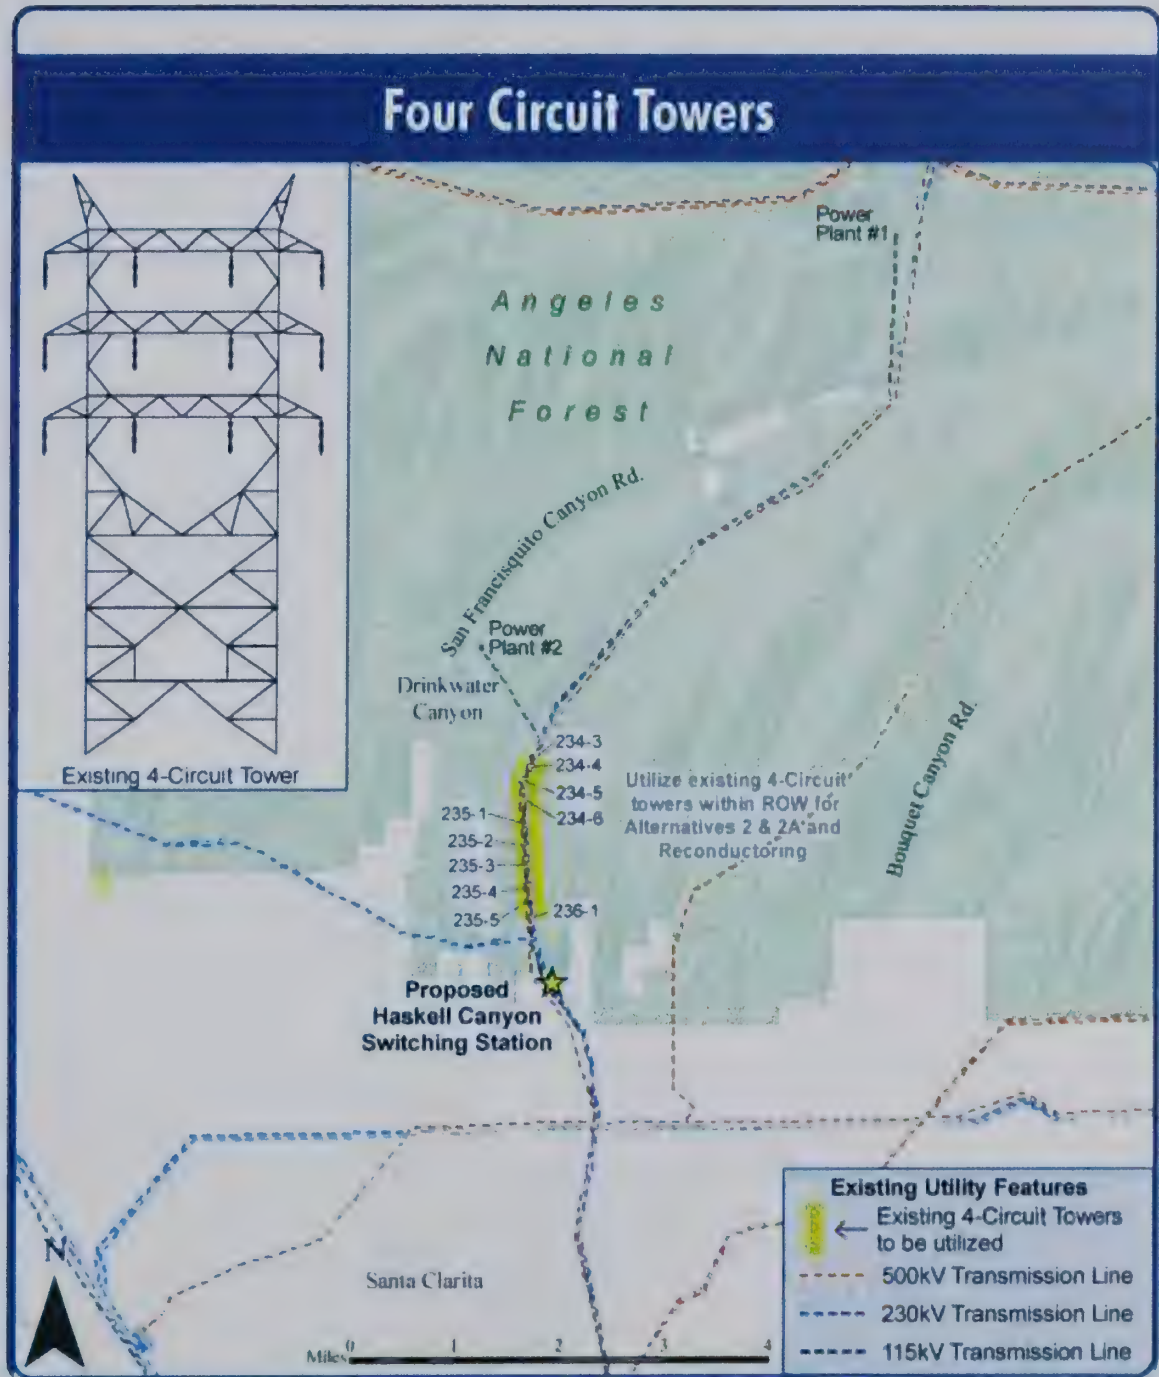 Four Circuit Towers
Existing 4-Circuit Tower
Power
Plant #1
Angeles
National
Forest
San Francisquito Canyon Rd.
Power
Plant #2
Drinkwater
Canyon
234-3
234-4
234-5
234-6
235-1
235-2
235-3
235-4
235-5
236-1
Utilize existing 4-Circuit
towers within ROW for
Alternatives 2 & 2A and
Reconductoring
Bouquet Canyon Rd.
Proposed
Haskell Canyon
Switching Station
Santa Clarita
N
Miles
0 1 2 3 4
Existing Utility Features
Existing 4-Circuit Towers
to be utilized
500kV Transmission Line
230kV Transmission Line
115kV Transmission Line